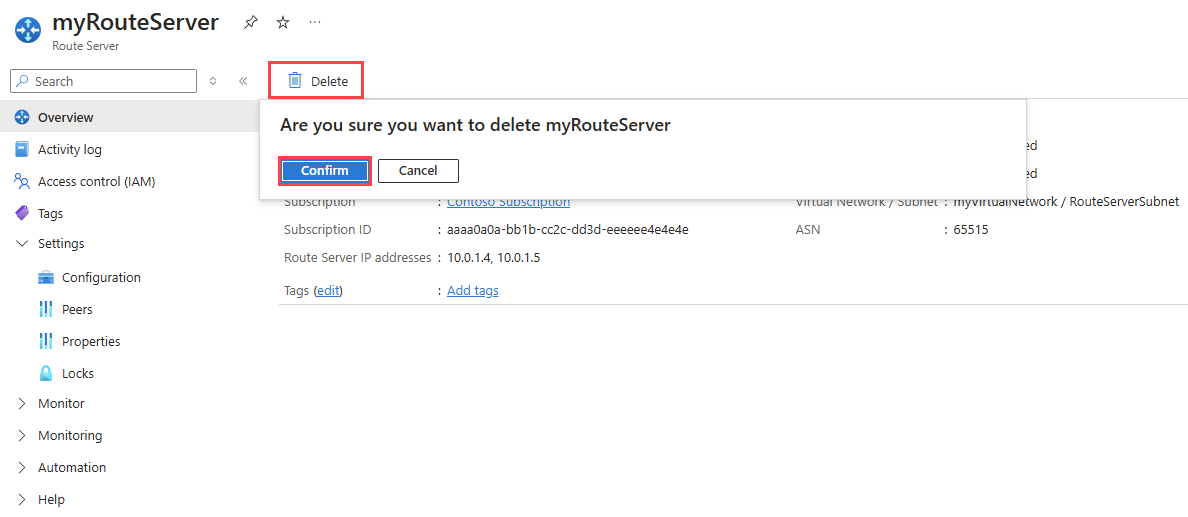 myRouteServer
Route Server
Search
Delete
Are you sure you want to delete myRouteServer
Confirm
Cancel
Overview
Activity log
Access control (IAM)
Tags
Settings
Configuration
Peers
Properties
Locks
Monitor
Monitoring
Automation
Help
ed
ed
Subscription : Contoso Subscription
Virtual Network / Subnet : myVirtualNetwork / RouteServerSubnet
Subscription ID : aaaa0a0a-bb1b-cc2c-dd3d-eeeeee4e4e4e
ASN : 65515
Route Server IP addresses : 10.0.1.4, 10.0.1.5
Tags (edit) : Add tags